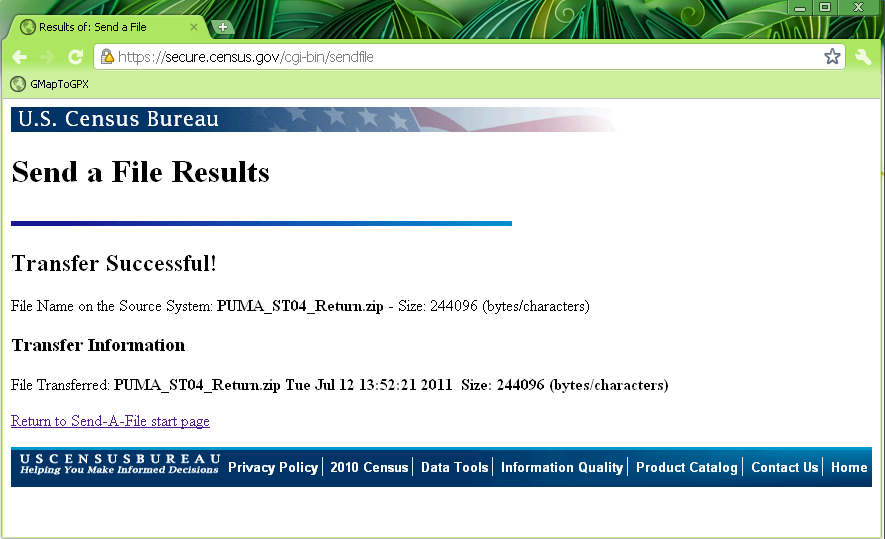 Results of: Send a File
https://secure.census.gov/cgi-bin/sendfile
GMapToGPX
U.S. Census Bureau
Send a File Results
Transfer Successful!
File Name on the Source System: PUMA_ST04_Return.zip - Size: 244096 (bytes/characters)
Transfer Information
File Transferred: PUMA_ST04_Return.zip Tue Jul 12 13:52:21 2011 Size: 244096 (bytes/characters)
Return to Send-A-File start page
USCENSUSBUREAU
Helping You Make Informed Decisions
Privacy Policy | 2010 Census | Data Tools | Information Quality | Product Catalog | Contact Us | Home